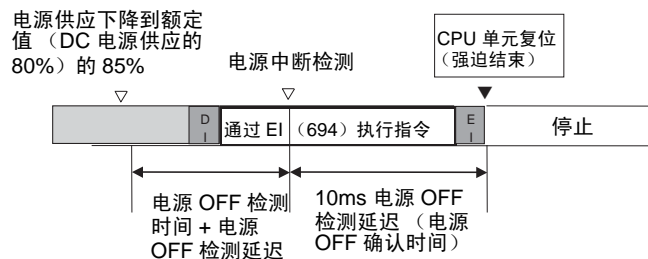 电源供应下降到额定
值 （DC 电源供应的
80%）的 85%
电源中断检测
CPU 单元复位
（强迫结束）
D
I
通过 EI （694）执行指令
E
I
停止
电源 OFF 检测
时间 + 电源
OFF 检测延迟
10ms 电源 OFF
检测延迟 （电源
OFF 确认时间）